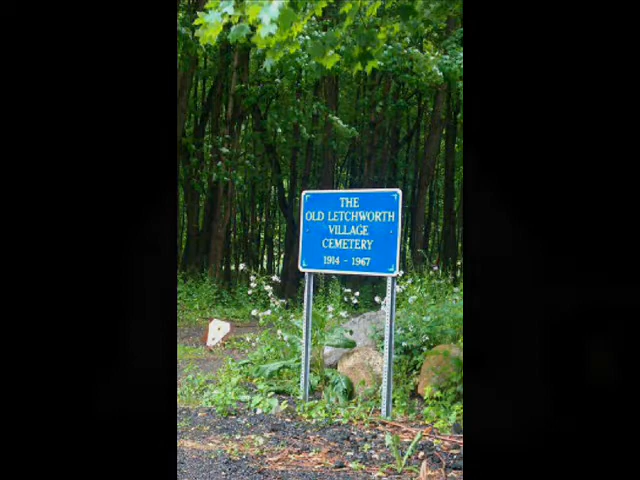 THE
OLD LETCHWORTH
VILLAGE
CEMETERY
1914 - 1967